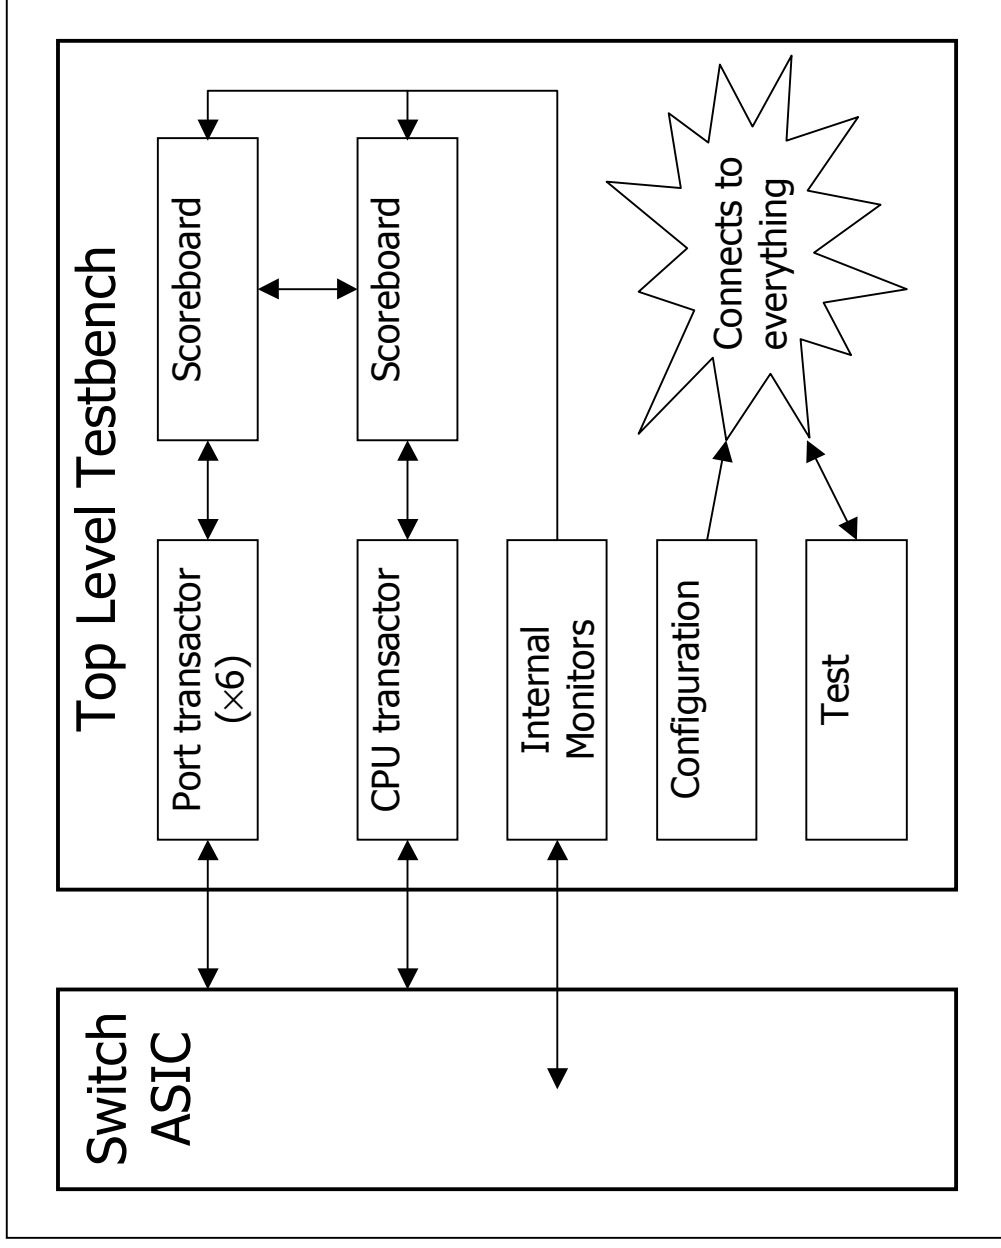 Switch
ASIC
Top Level Testbench
Port transactor
(×6)
Scoreboard
CPU transactor
Scoreboard
Internal
Monitors
Configuration
Test
Connects to
everything